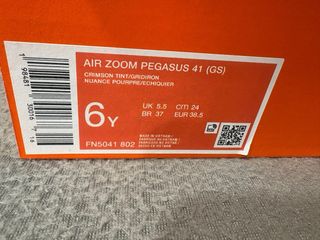 AIR ZOOM PEGASUS 41 (GS)
CRIMSON TINT/GRIDIRON
NUANCE POURPRE/ECHIQUIER
6Y
UK 5.5 CM 24
BR 37 EUR 38.5
FN5041 802